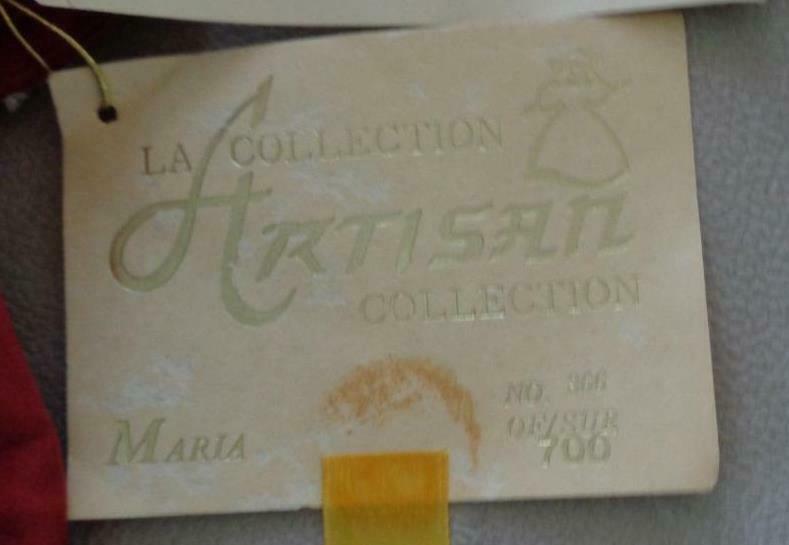 LA COLLECTION
ARTISAN
COLLECTION
MARIA
NO. 366
OF/SUR
700